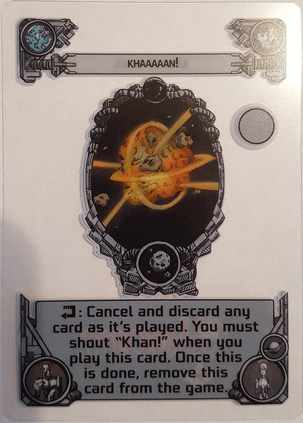 KHAAAAAN!
: Cancel and discard any
card as it's played. You must
shout "Khan!" when you
play this card. Once this
is done, remove this
card from the game.